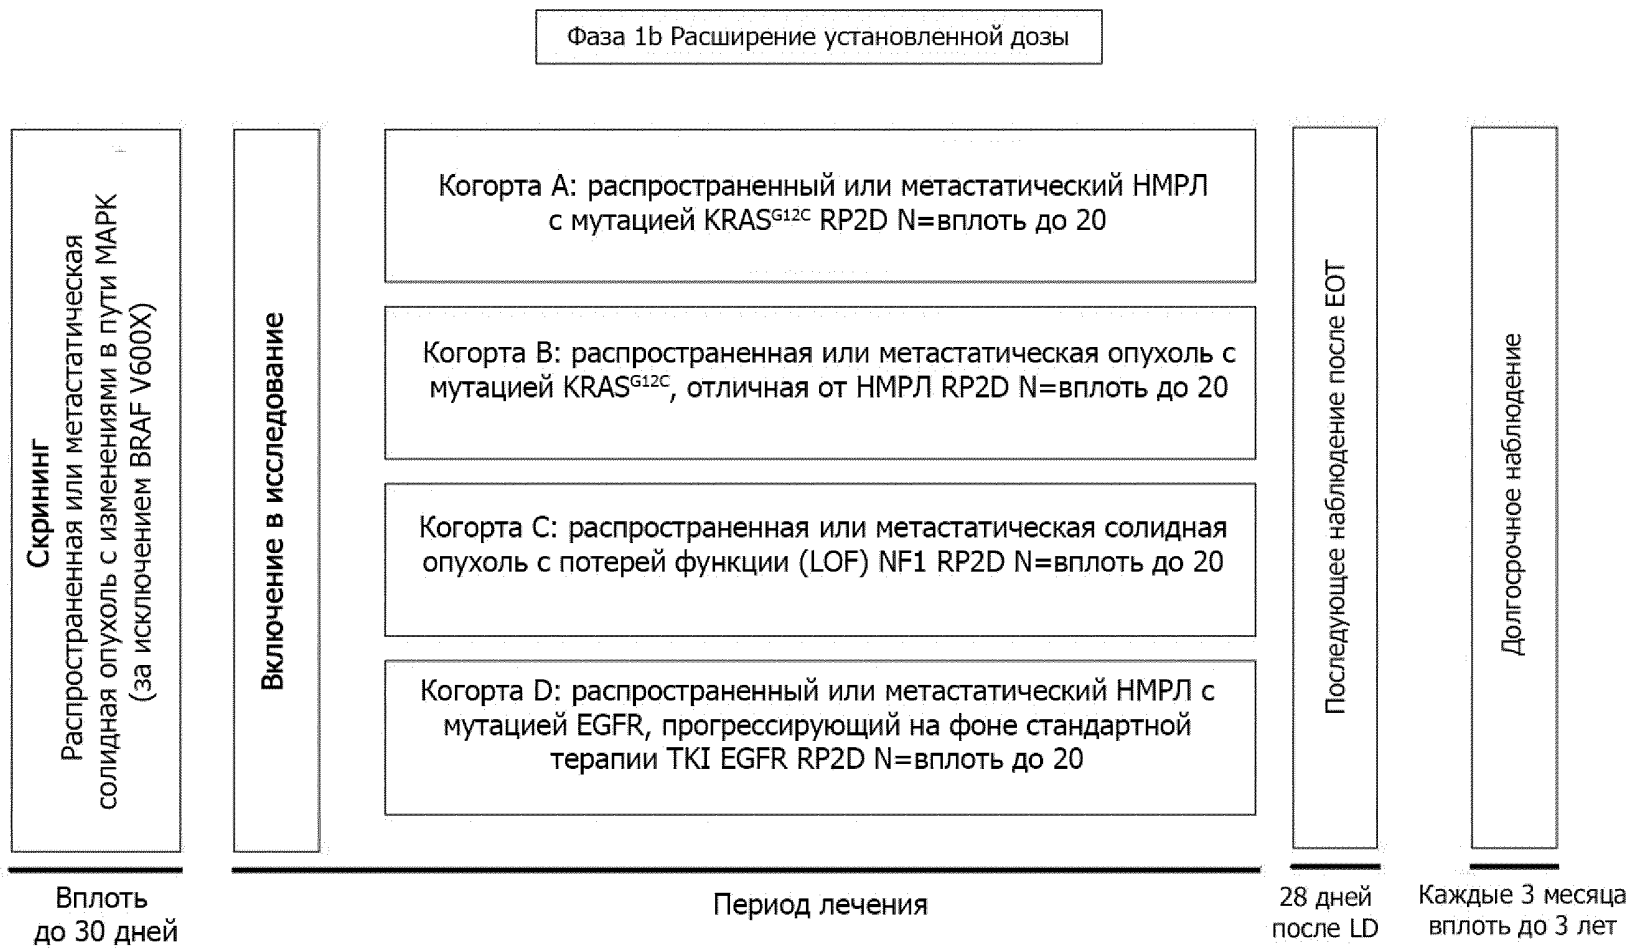 Фаза 1b Расширение установленной дозы
Скрининг
Распространенная или метастатическая
солидная опухоль с изменениями в пути MAPK
(за исключением BRAF V600X)
Включение в исследование
Когорта A: распространенный или метастатический НМРЛ
с мутацией KRASᴳ¹²ᶜ RP2D N=вплоть до 20
Когорта B: распространенная или метастатическая опухоль с
мутацией KRASᴳ¹²ᶜ, отличная от НМРЛ RP2D N=вплоть до 20
Когорта C: распространенная или метастатическая солидная
опухоль с потерей функции (LOF) NF1 RP2D N=вплоть до 20
Когорта D: распространенный или метастатический НМРЛ с
мутацией EGFR, прогрессирующий на фоне стандартной
терапии TKI EGFR RP2D N=вплоть до 20
Последующее наблюдение после EOT
Долгосрочное наблюдение
Вплоть
до 30 дней
Период лечения
28 дней
после LD
Каждые 3 месяца
вплоть до 3 лет